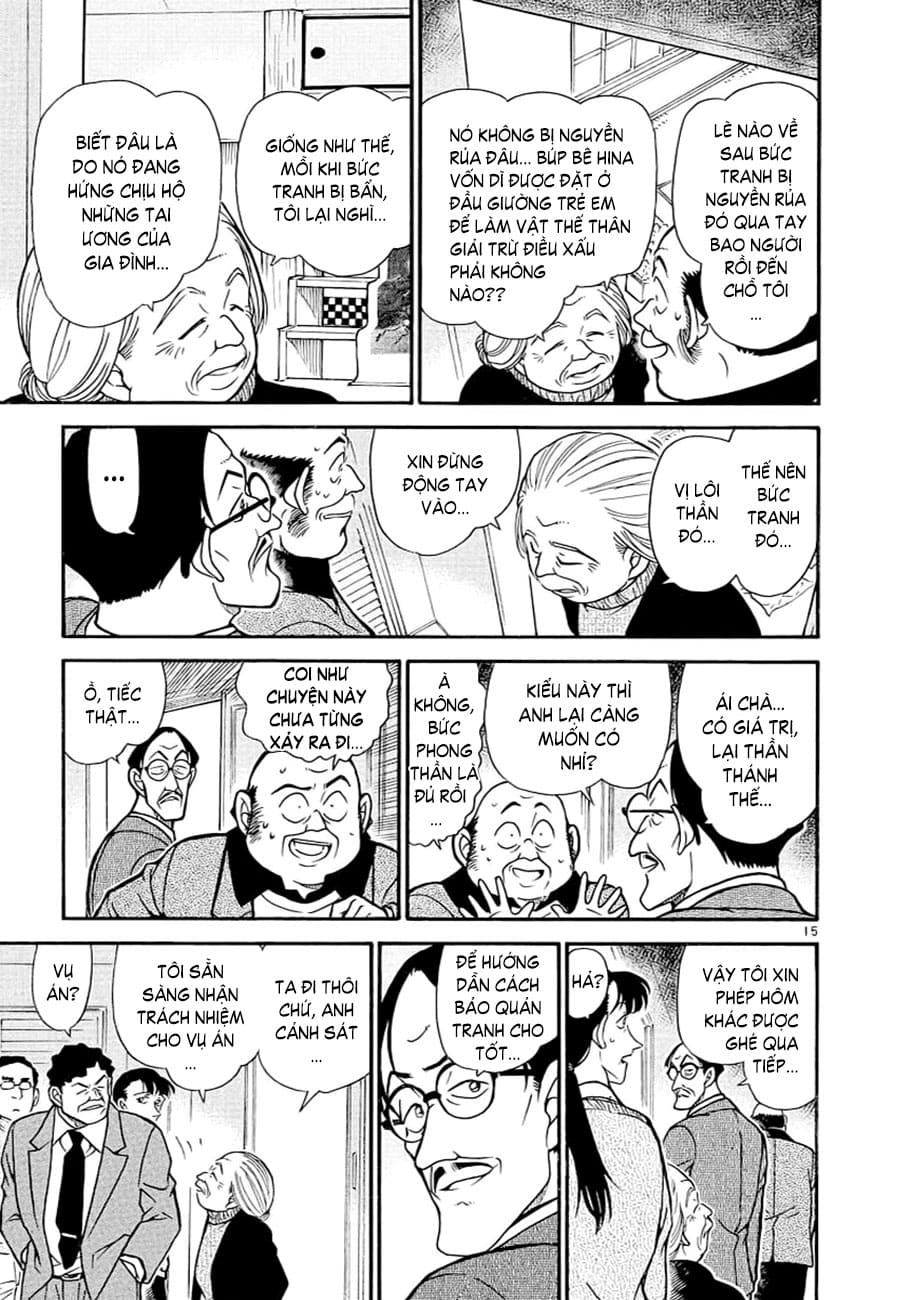 LẼ NÀO VỀ
SAU BỨC
TRANH BỊ
NGUYỀN RỦA
ĐÓ QUA TAY
BAO NGƯỜI
RỒI ĐẾN
CHỖ TÔI
...
NÓ KHÔNG BỊ NGUYỀN
RỦA ĐÂU... BÚP BÊ HINA
VỐN DĨ ĐƯỢC ĐẶT Ở
ĐẦU GIƯỜNG TRẺ EM
ĐỂ LÀM VẬT THẾ THÂN
GIẢI TRỪ ĐIỀU XẤU
PHẢI KHÔNG
NÀO??
GIỐNG NHƯ THẾ,
MỖI KHI BỨC
TRANH BỊ BẨN,
TÔI LẠI NGHĨ...
BIẾT ĐÂU LÀ
DO NÓ ĐANG
HỨNG CHỊU HỘ
NHỮNG TAI
ƯƠNG CỦA
GIA ĐÌNH...
THẾ NÊN
BỨC
TRANH
ĐÓ...
VỊ LÔI
THẦN
ĐÓ...
XIN ĐỪNG
ĐỘNG TAY
VÀO...
...
ÁI CHÀ...
CÓ GIÁ TRỊ,
LẠI THẦN
THÁNH
THẾ...
KIỂU NÀY THÌ
ANH LẠI CÀNG
MUỐN CÓ
NHỈ?
À
KHÔNG,
BỨC
PHONG
THẦN LÀ
ĐỦ RỒI
...
COI NHƯ
CHUYỆN NÀY
CHƯA TỪNG
XẢY RA ĐI...
Ồ, TIẾC
THẬT...
15
VẬY TÔI XIN
PHÉP HÔM
KHÁC ĐƯỢC
GHÉ QUA
TIẾP...
HẢ?
ĐỂ HƯỚNG
DẪN CÁCH
BẢO QUẢN
TRANH CHO
TỐT...
TA ĐI THÔI
CHỨ, ANH
CẢNH SÁT
...
TÔI SẴN
SÀNG NHẬN
TRÁCH NHIỆM
CHO VỤ ÁN
...
VỤ
ÁN?